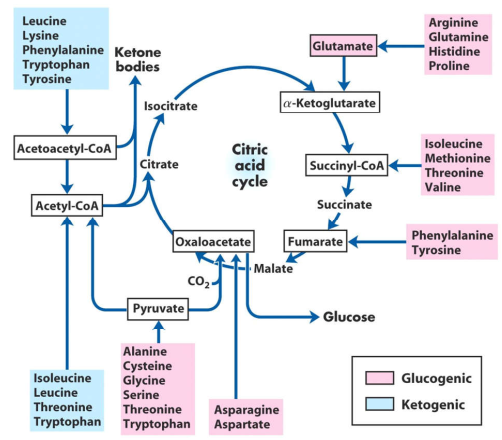 Leucine
Lysine
Phenylalanine
Tryptophan
Tyrosine
Ketone
bodies
Glutamate
Arginine
Glutamine
Histidine
Proline
Isocitrate
α-Ketoglutarate
Acetoacetyl-CoA
Citrate
Citric
acid
cycle
Succinyl-CoA
Isoleucine
Methionine
Threonine
Valine
Acetyl-CoA
Succinate
Oxaloacetate
Fumarate
Phenylalanine
Tyrosine
CO2
Malate
Pyruvate
Glucose
Isoleucine
Leucine
Threonine
Tryptophan
Alanine
Cysteine
Glycine
Serine
Threonine
Tryptophan
Asparagine
Aspartate
Glucogenic
Ketogenic